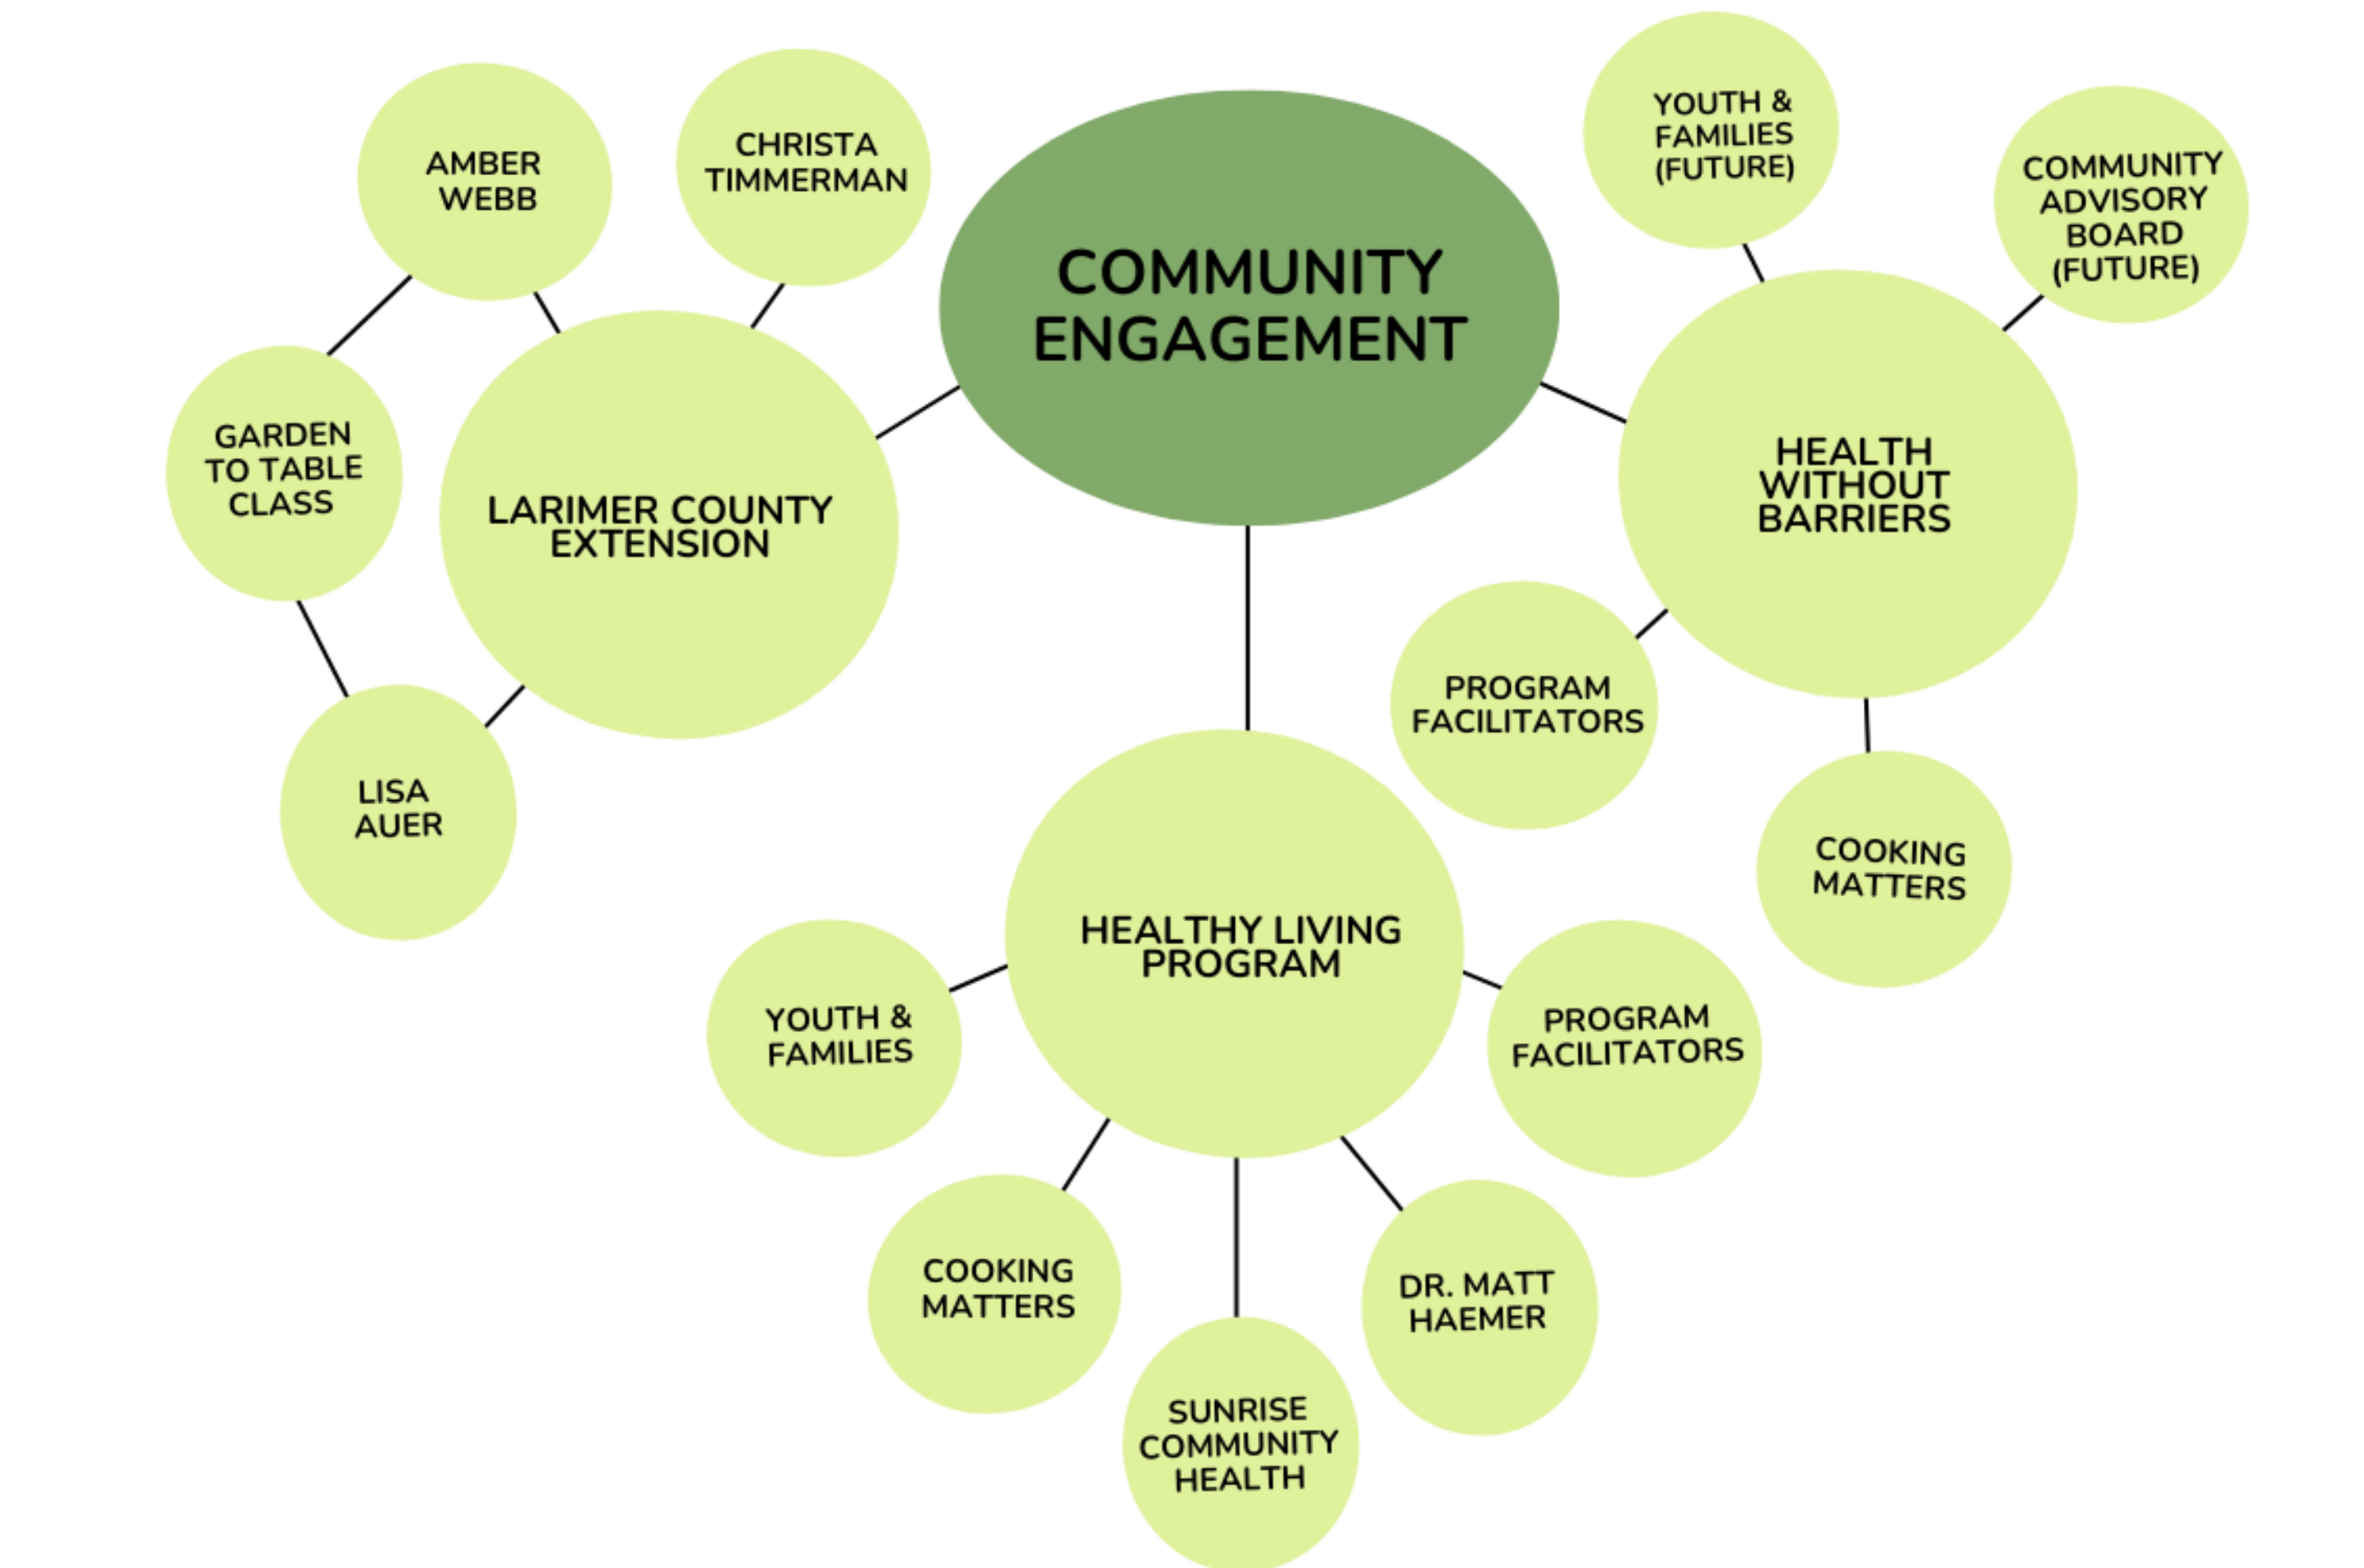 COMMUNITY
ENGAGEMENT
AMBER
WEBB
CHRISTA
TIMMERMAN
GARDEN
TO TABLE
CLASS
LARIMER COUNTY
EXTENSION
LISA
AUER
YOUTH &
FAMILIES
(FUTURE)
COMMUNITY
ADVISORY
BOARD
(FUTURE)
HEALTH
WITHOUT
BARRIERS
PROGRAM
FACILITATORS
COOKING
MATTERS
HEALTHY LIVING
PROGRAM
YOUTH &
FAMILIES
COOKING
MATTERS
SUNRISE
COMMUNITY
HEALTH
DR. MATT
HAEMER
PROGRAM
FACILITATORS